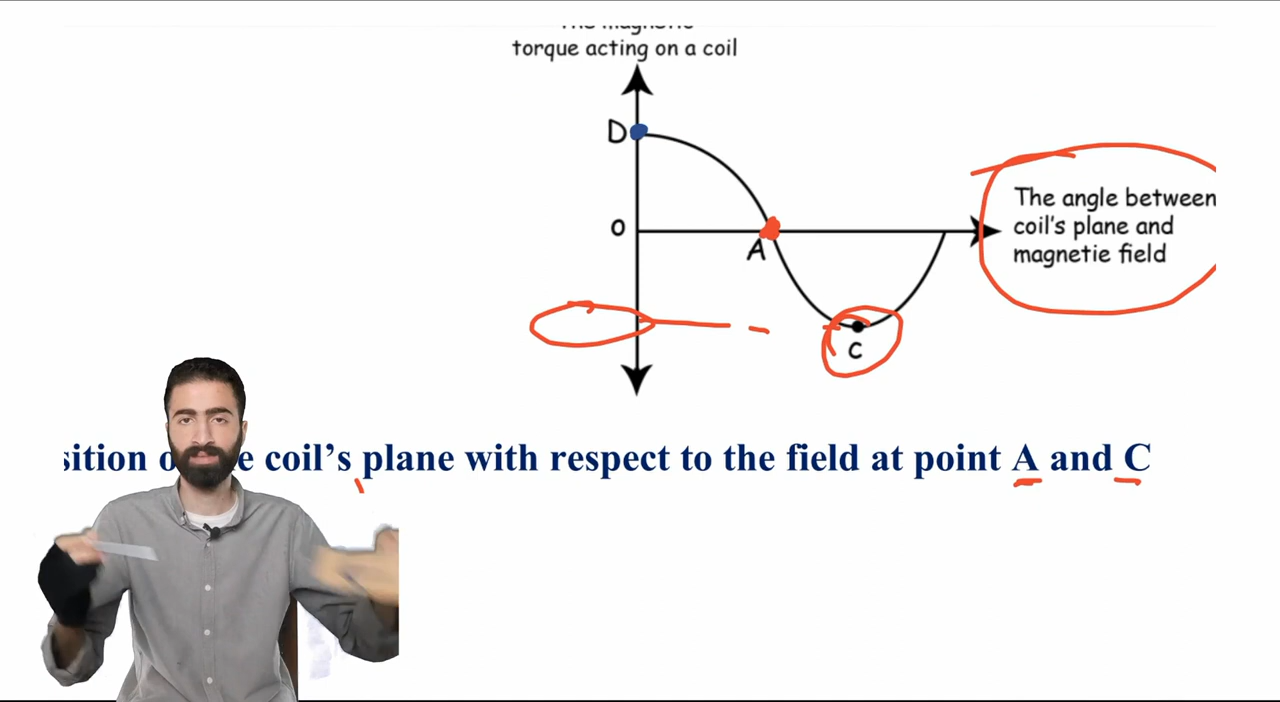 torque acting on a coil
D
0
A
C
The angle between
coil's plane and
magnetie field
coil's plane with respect to the field at point A and C